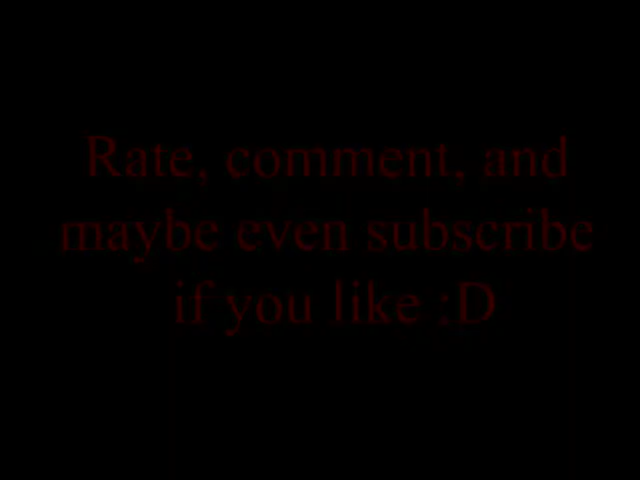 Rate, comment, and
maybe even subscribe
if you like :D